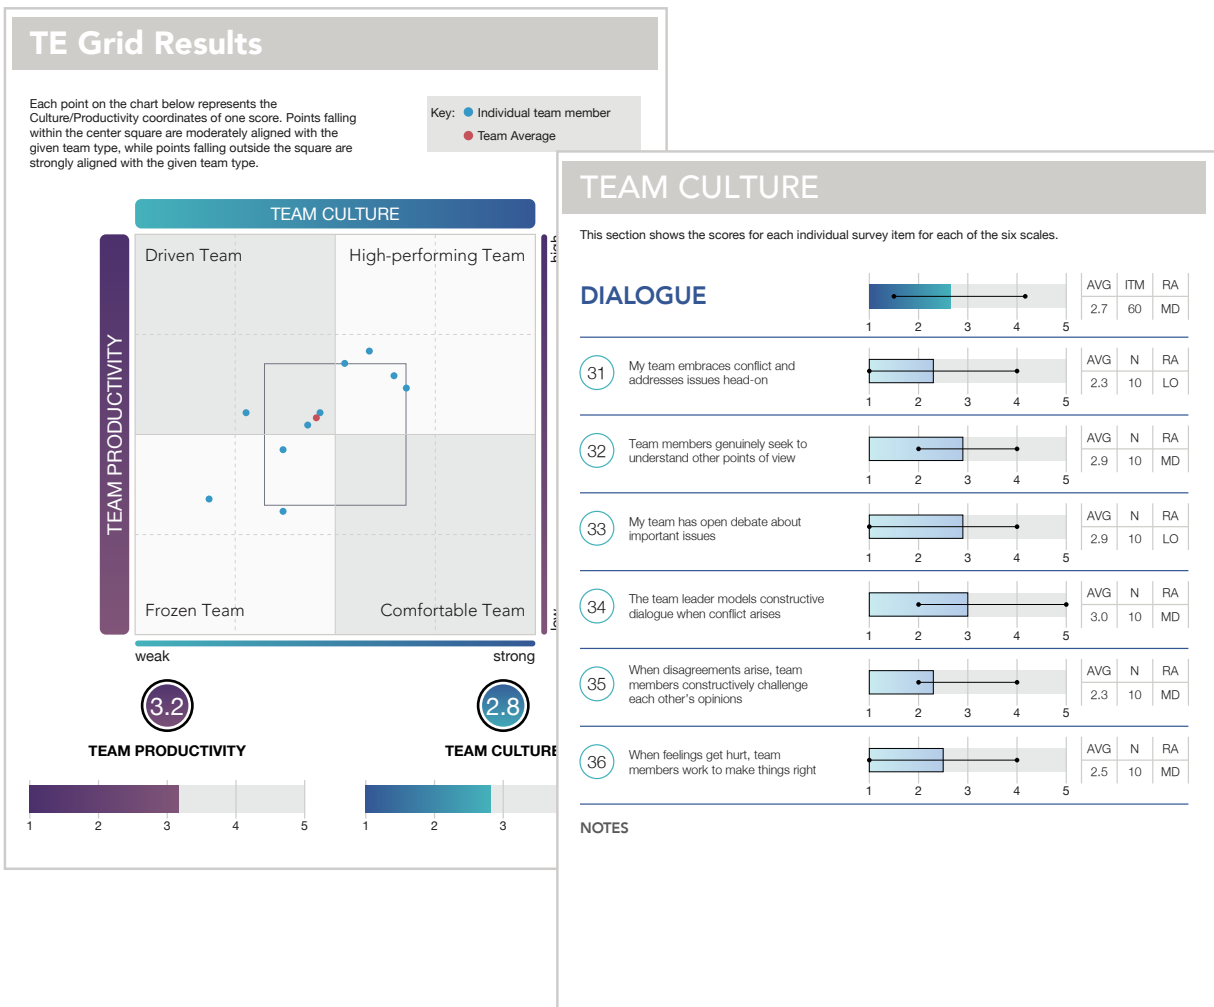 TE Grid Results
Each point on the chart below represents the
Culture/Productivity coordinates of one score. Points falling
within the center square are moderately aligned with the
given team type, while points falling outside the square are
strongly aligned with the given team type.
Key:
Individual team member
Team Average
TEAM CULTURE
TEAM PRODUCTIVITY
Driven Team
High-performing Team
Frozen Team
Comfortable Team
high
low
weak
strong
3.2
2.8
TEAM PRODUCTIVITY
TEAM CULTURE
1 2 3 4 5
1 2 3
TEAM CULTURE
This section shows the scores for each individual survey item for each of the six scales.
DIALOGUE
1 2 3 4 5
AVG ITM RA
2.7 60 MD
31
My team embraces conflict and
addresses issues head-on
1 2 3 4 5
AVG N RA
2.3 10 LO
32
Team members genuinely seek to
understand other points of view
1 2 3 4 5
AVG N RA
2.9 10 MD
33
My team has open debate about
important issues
1 2 3 4 5
AVG N RA
2.9 10 LO
34
The team leader models constructive
dialogue when conflict arises
1 2 3 4 5
AVG N RA
3.0 10 MD
35
When disagreements arise, team
members constructively challenge
each other's opinions
1 2 3 4 5
AVG N RA
2.3 10 MD
36
When feelings get hurt, team
members work to make things right
1 2 3 4 5
AVG N RA
2.5 10 MD
NOTES